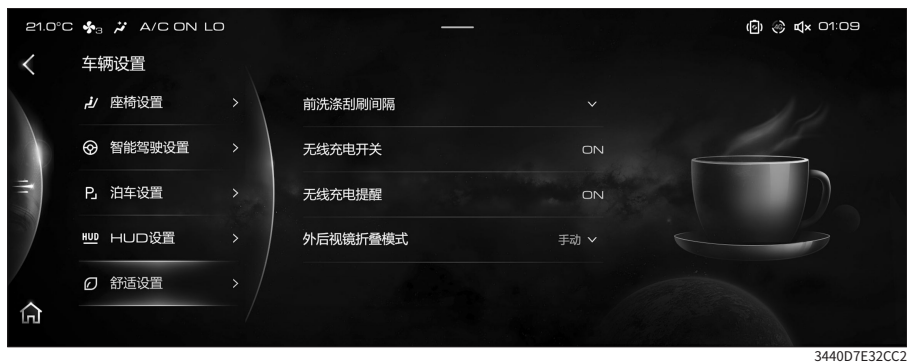 21.0°C 3 A/C ON LO 01:09
车辆设置
座椅设置
前洗涤刮刷间隔
智能驾驶设置
无线充电开关 ON
P 泊车设置
无线充电提醒 ON
HUD HUD设置
外后视镜折叠模式 手动
舒适设置
3440D7E32CC2